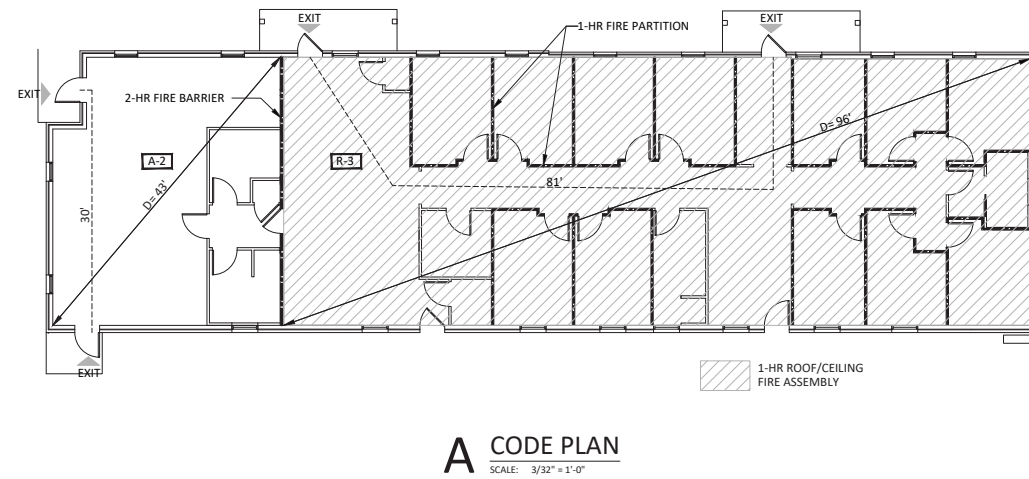 EXIT
EXIT
1-HR FIRE PARTITION
EXIT
2-HR FIRE BARRIER
A-2
R-3
D= 43'
D= 96'
81'
30'
EXIT
1-HR ROOF/CEILING
FIRE ASSEMBLY
A
CODE PLAN
SCALE: 3/32" = 1'-0"